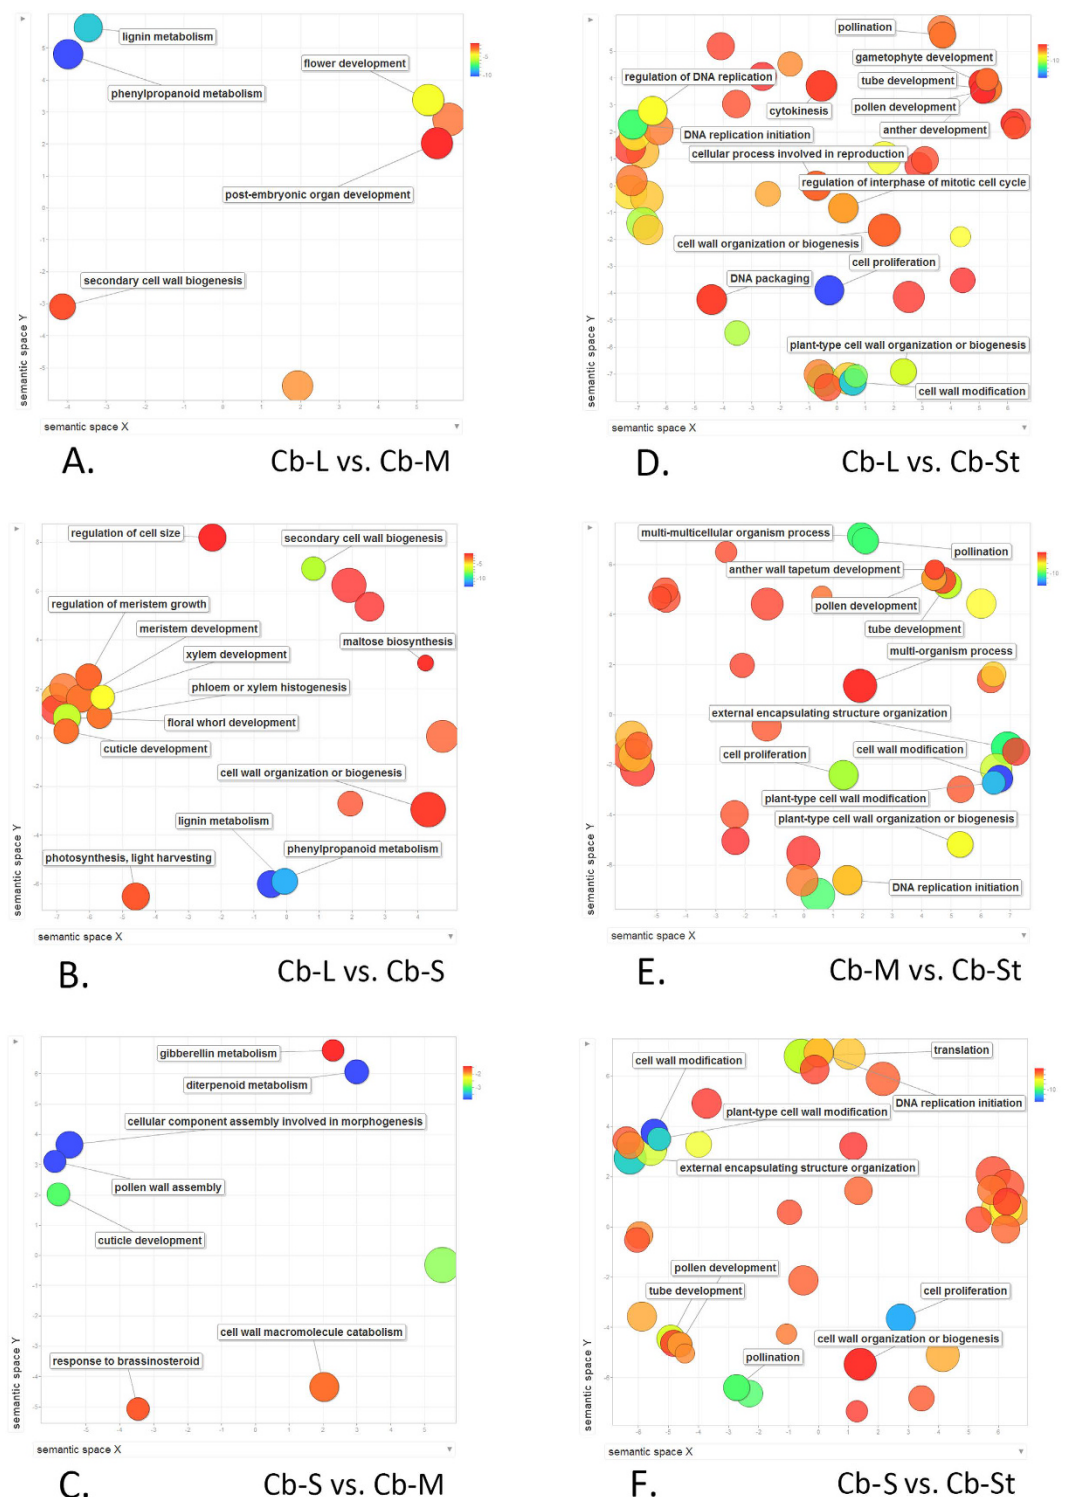 lignin metabolism
phenylpropanoid metabolism
flower development
post-embryonic organ development
secondary cell wall biogenesis
semantic space Y
semantic space X
A.
Cb-L vs. Cb-M
pollination
gametophyte development
tube development
pollen development
anther development
regulation of DNA replication
cytokinesis
DNA replication initiation
cellular process involved in reproduction
regulation of interphase of mitotic cell cycle
cell wall organization or biogenesis
cell proliferation
DNA packaging
plant-type cell wall organization or biogenesis
cell wall modification
semantic space Y
semantic space X
D.
Cb-L vs. Cb-St
regulation of cell size
secondary cell wall biogenesis
regulation of meristem growth
meristem development
xylem development
maltose biosynthesis
phloem or xylem histogenesis
floral whorl development
cuticle development
cell wall organization or biogenesis
lignin metabolism
phenylpropanoid metabolism
photosynthesis, light harvesting
semantic space Y
semantic space X
B.
Cb-L vs. Cb-S
multi-multicellular organism process
pollination
anther wall tapetum development
pollen development
tube development
multi-organism process
external encapsulating structure organization
cell wall modification
cell proliferation
plant-type cell wall modification
plant-type cell wall organization or biogenesis
DNA replication initiation
semantic space Y
semantic space X
E.
Cb-M vs. Cb-St
gibberellin metabolism
diterpenoid metabolism
cellular component assembly involved in morphogenesis
pollen wall assembly
cuticle development
cell wall macromolecule catabolism
response to brassinosteroid
semantic space Y
semantic space X
C.
Cb-S vs. Cb-M
cell wall modification
translation
DNA replication initiation
plant-type cell wall modification
external encapsulating structure organization
pollen development
tube development
cell proliferation
cell wall organization or biogenesis
pollination
semantic space Y
semantic space X
F.
Cb-S vs. Cb-St